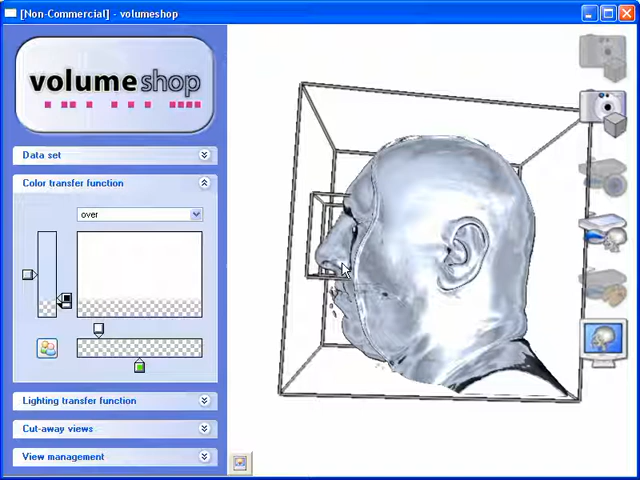 [Non-Commercial] - volumeshop
volumeshop
Data set
Color transfer function
over
Lighting transfer function
Cut-away views
View management